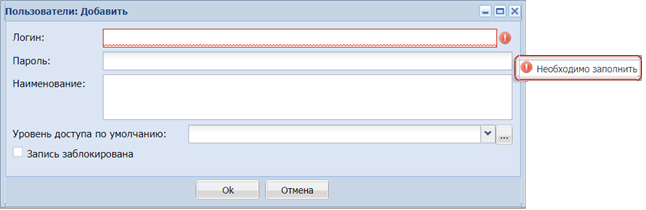 Пользователи: Добавить
Логин:
Пароль:
Необходимо заполнить
Наименование:
Уровень доступа по умолчанию:
...
Запись заблокирована
Ok
Отмена